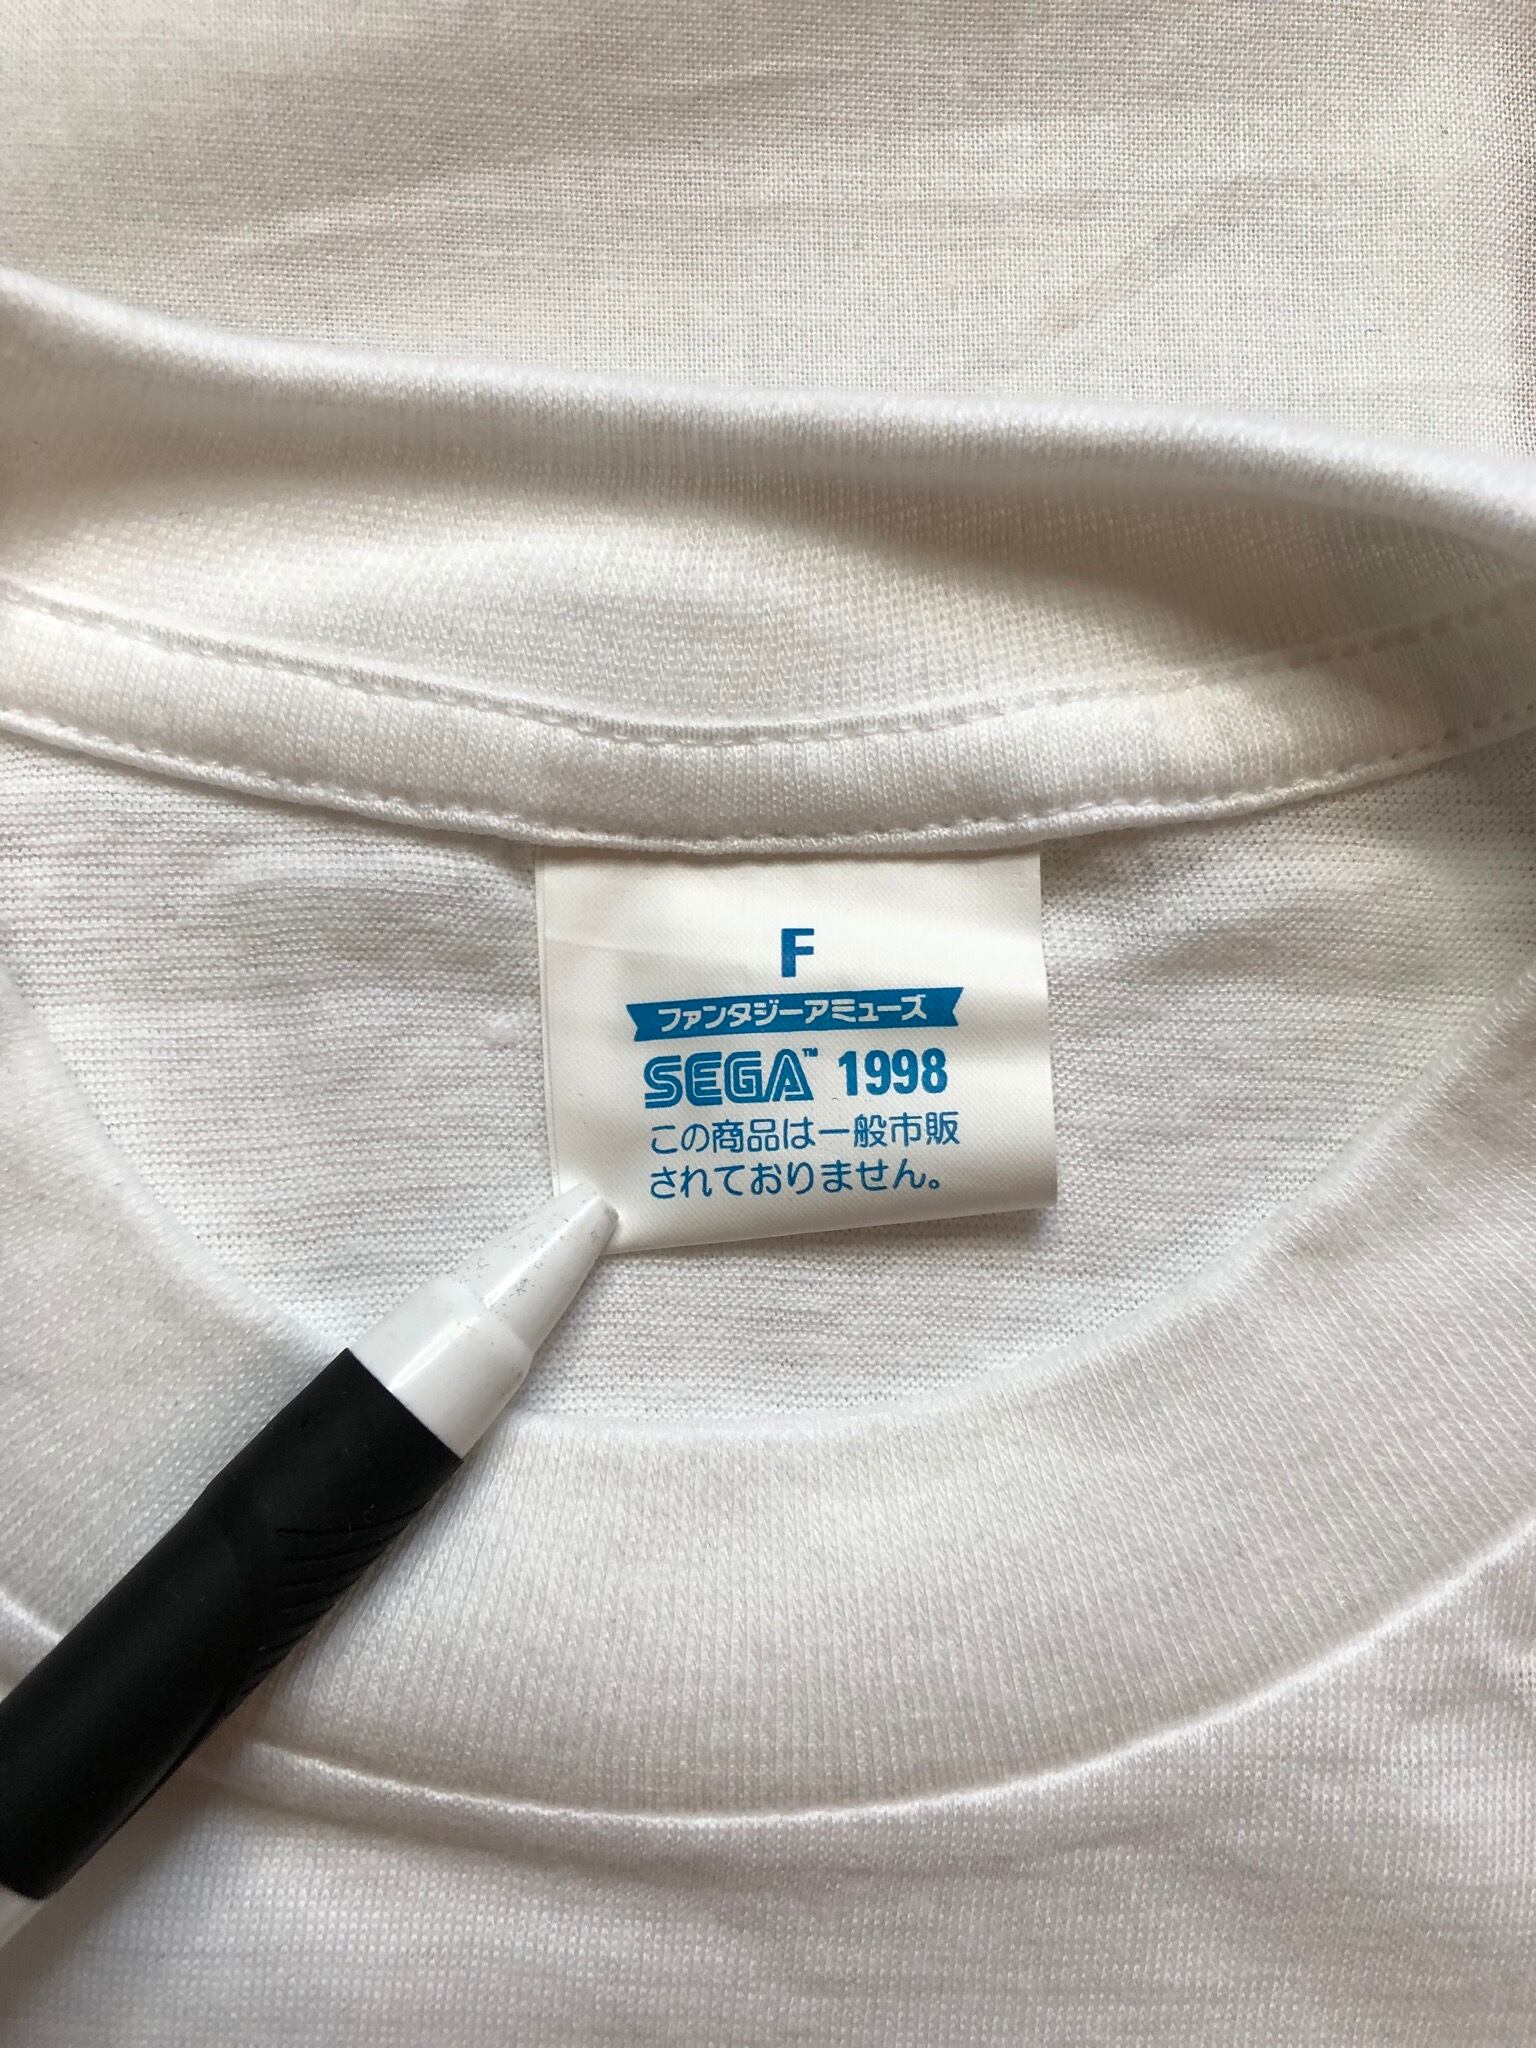 F
ファンタジーアミューズ
SEGA™ 1998
この商品は一般市販
されておりません。